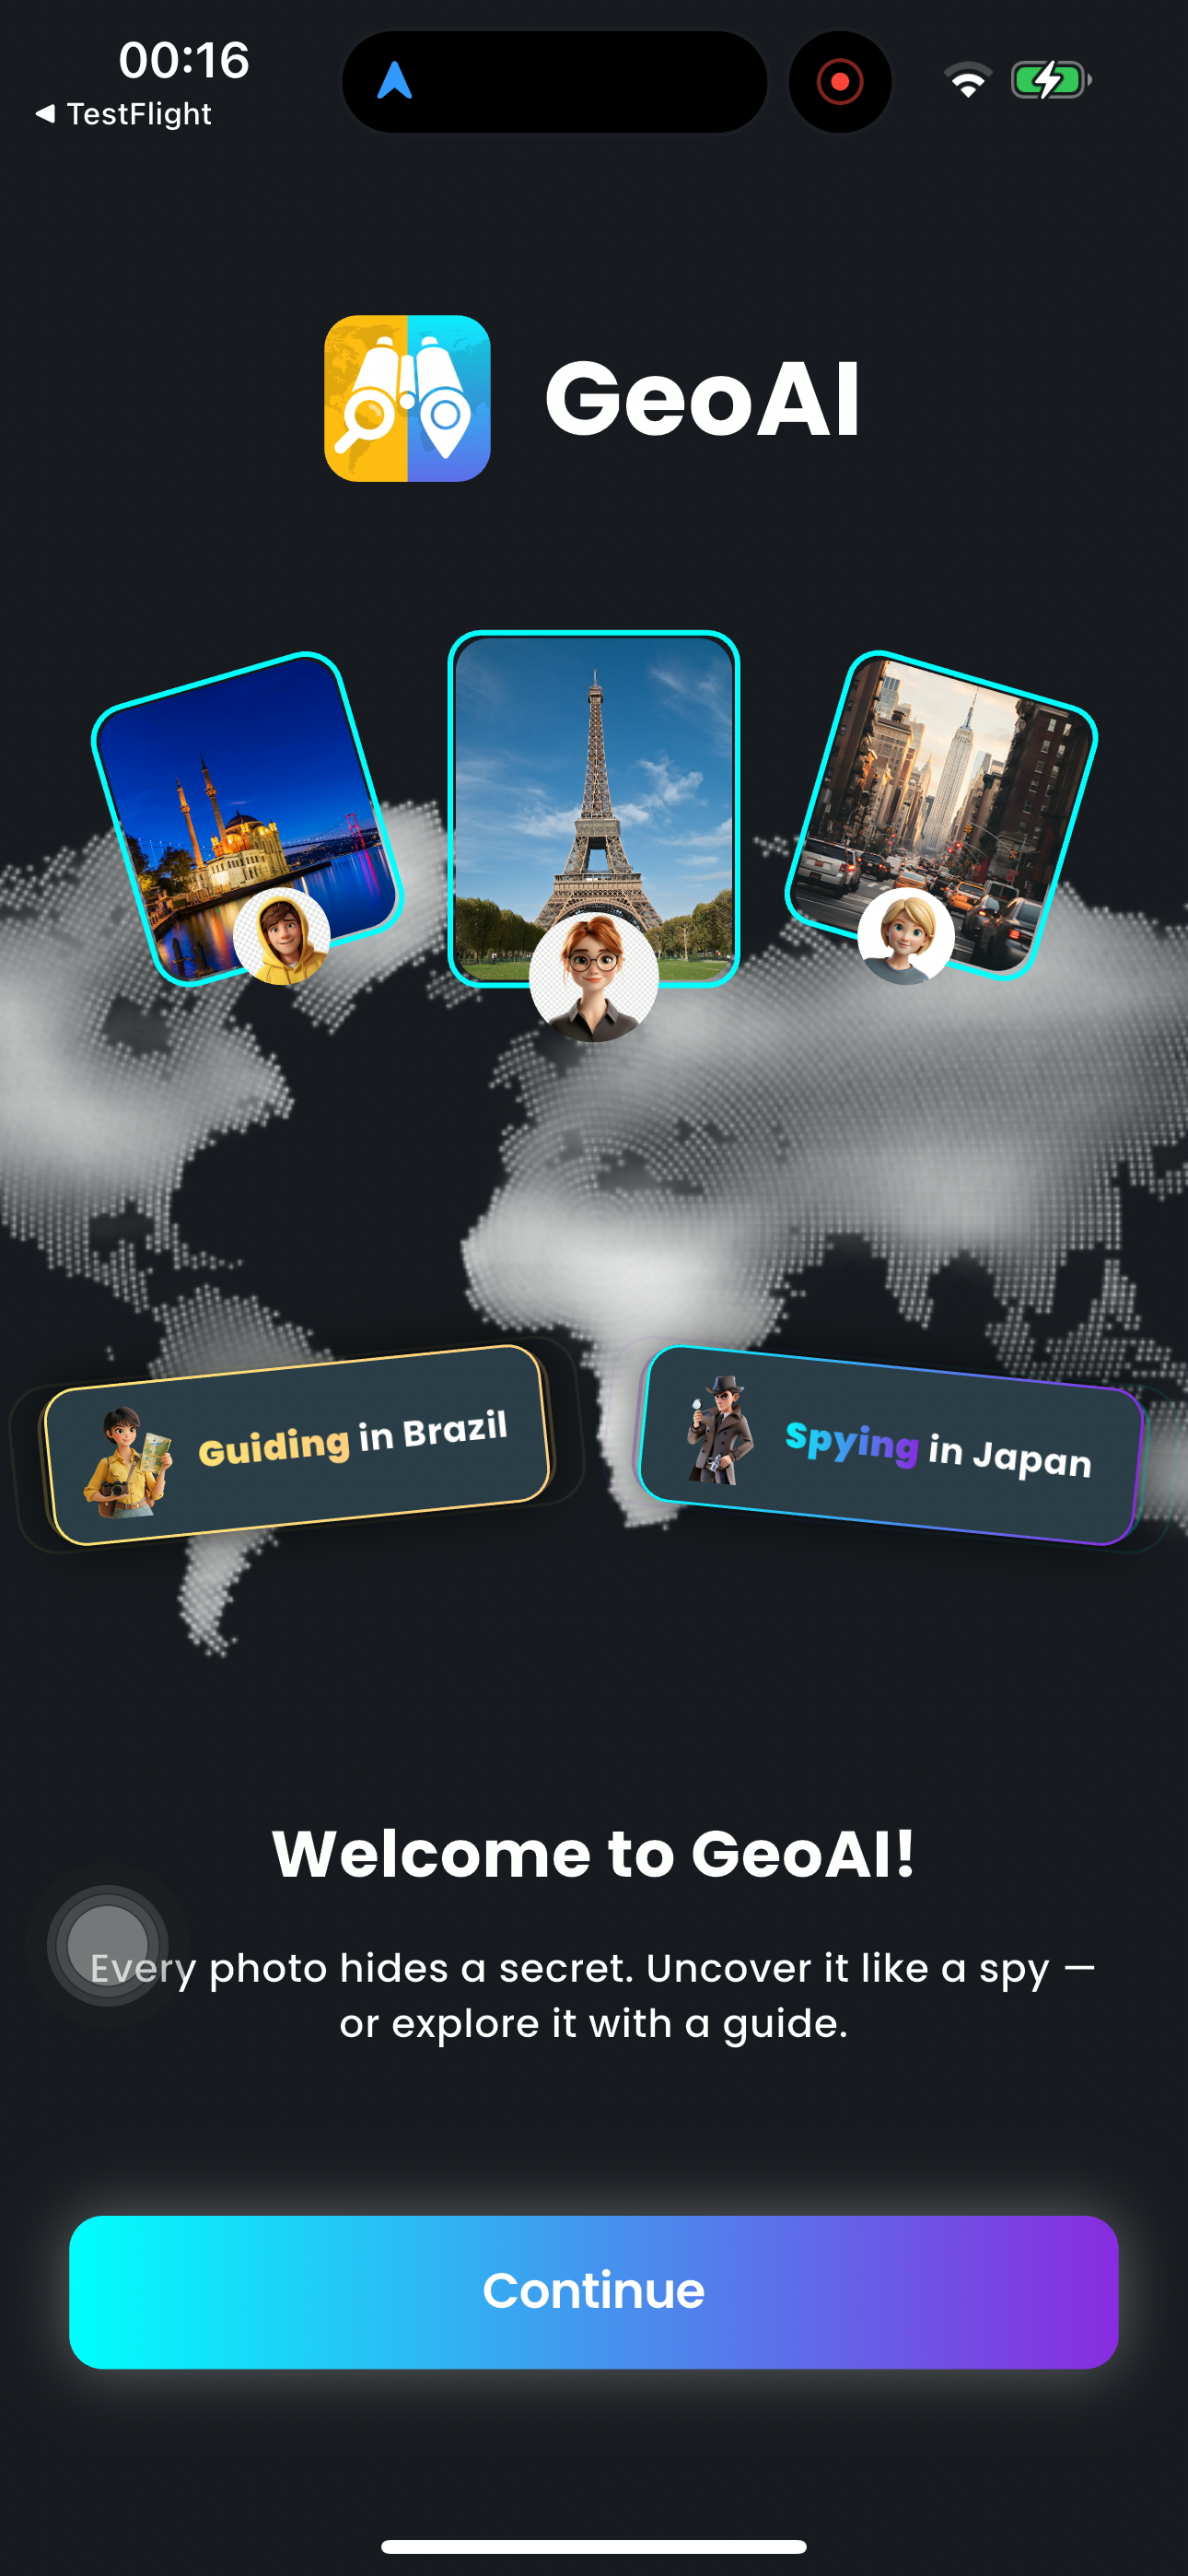 00:16
TestFlight
GeoAI
Guiding in Brazil
Spying in Japan
Welcome to GeoAI!
Every photo hides a secret. Uncover it like a spy —
or explore it with a guide.
Continue